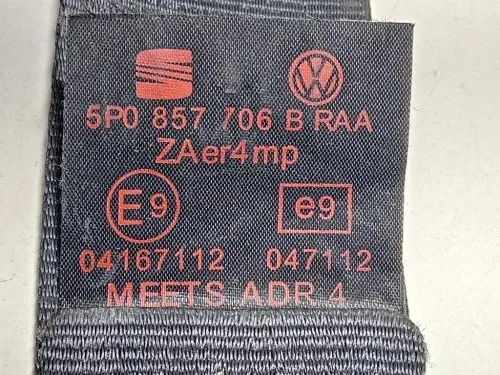 5P0 857 706 B RAA
ZAer4mp
E9 e9
04167112 047112
MEETS ADR 4